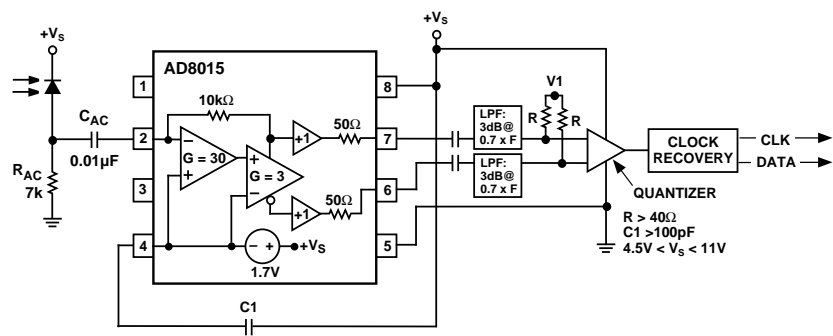 +VS
+VS
AD8015
1
8
10kΩ
V1
CAC
50Ω
LPF:
3dB@
0.7 x F
R
R
2
–
+1
7
0.01µF
G = 30
+
+
G = 3
–
CLOCK
RECOVERY
CLK
DATA
RAC
7k
3
50Ω
+1
6
LPF:
3dB@
0.7 x F
QUANTIZER
4
– +
+VS
5
R > 40Ω
C1 >100pF
4.5V < VS < 11V
1.7V
C1